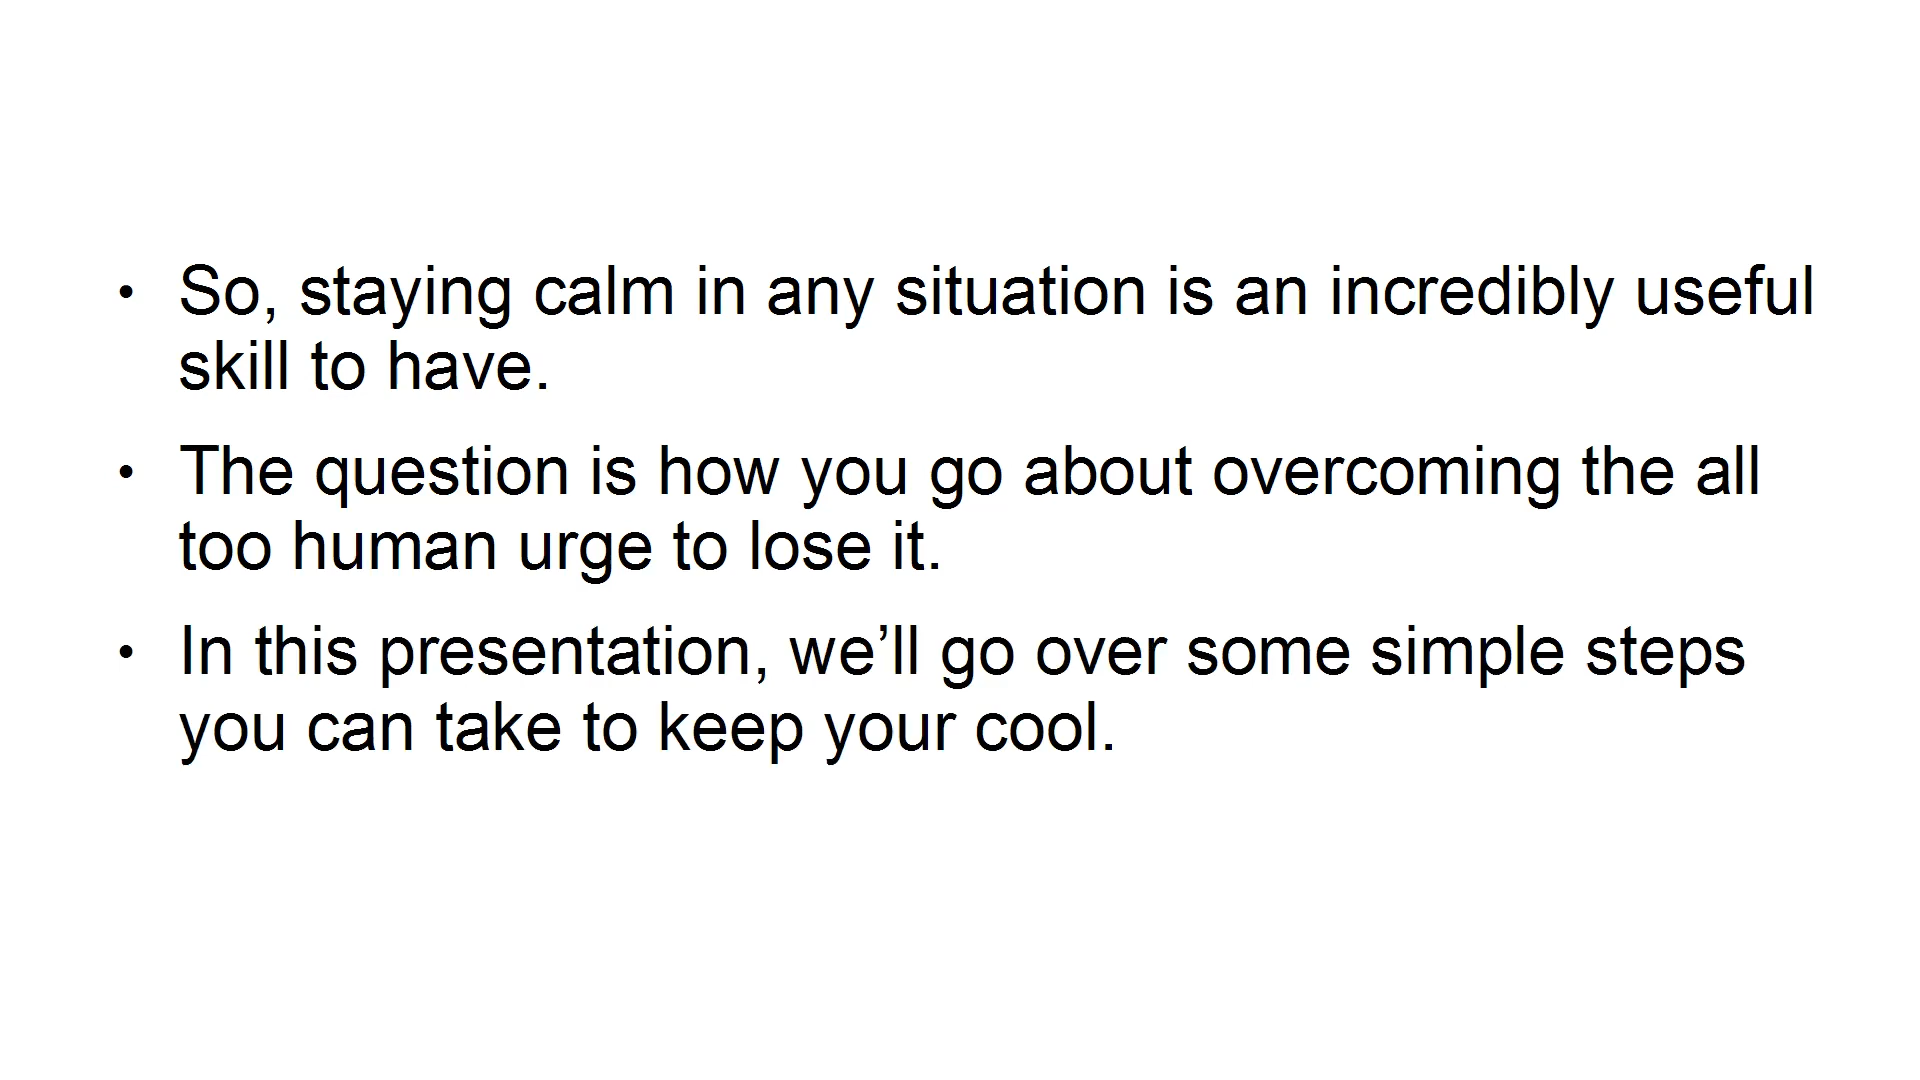 • So, staying calm in any situation is an incredibly useful
skill to have.
• The question is how you go about overcoming the all
too human urge to lose it.
• In this presentation, we’ll go over some simple steps
you can take to keep your cool.